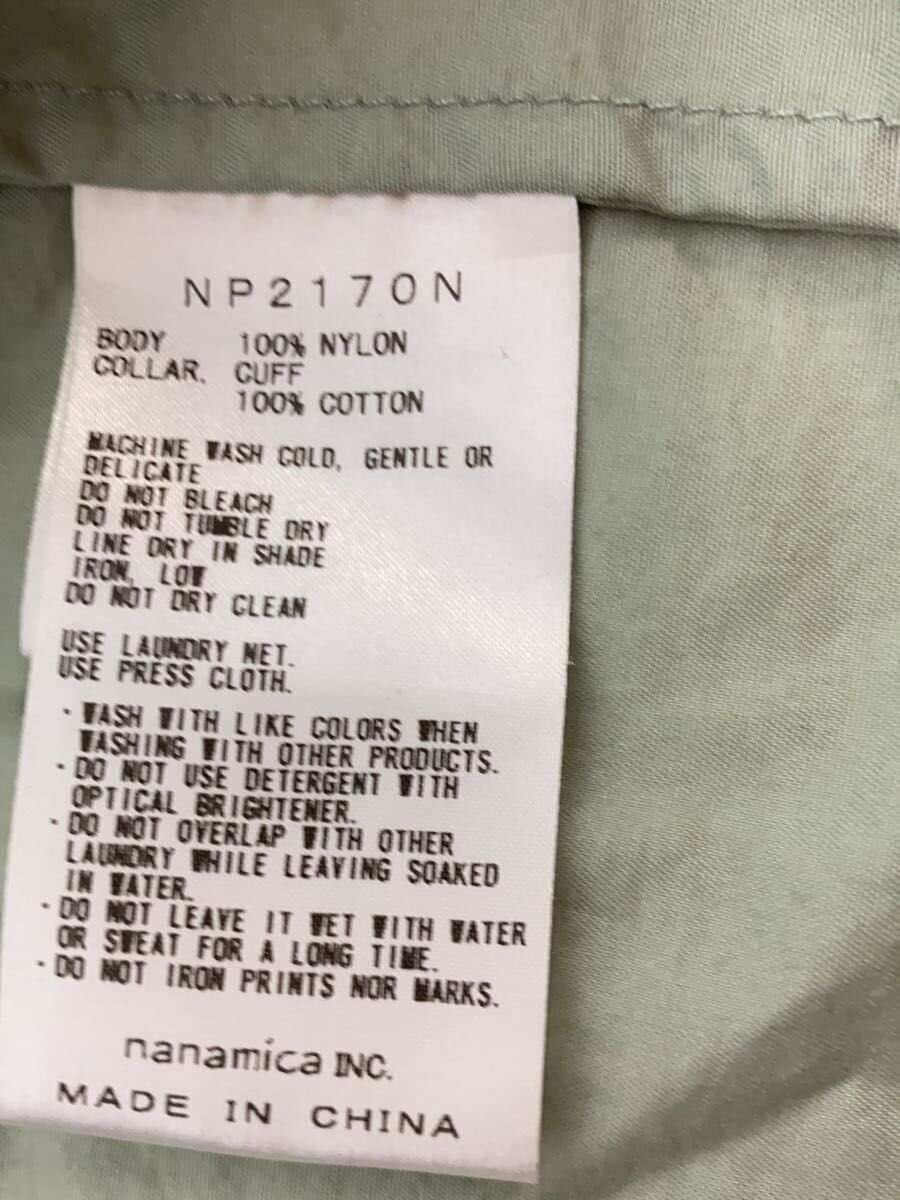 NP2170N
BODY 100% NYLON
COLLAR. CUFF
100% COTTON
MACHINE WASH COLD, GENTLE OR
DELICATE
DO NOT BLEACH
DO NOT TUMBLE DRY
LINE DRY IN SHADE
IRON, LOW
DO NOT DRY CLEAN
USE LAUNDRY NET.
USE PRESS CLOTH.
・WASH WITH LIKE COLORS WHEN
WASHING WITH OTHER PRODUCTS.
・DO NOT USE DETERGENT WITH
OPTICAL BRIGHTENER.
・DO NOT OVERLAP WITH OTHER
LAUNDRY WHILE LEAVING SOAKED
IN WATER.
・DO NOT LEAVE IT WET WITH WATER
OR SWEAT FOR A LONG TIME.
・DO NOT IRON PRINTS NOR MARKS.
nanamica INC.
MADE IN CHINA